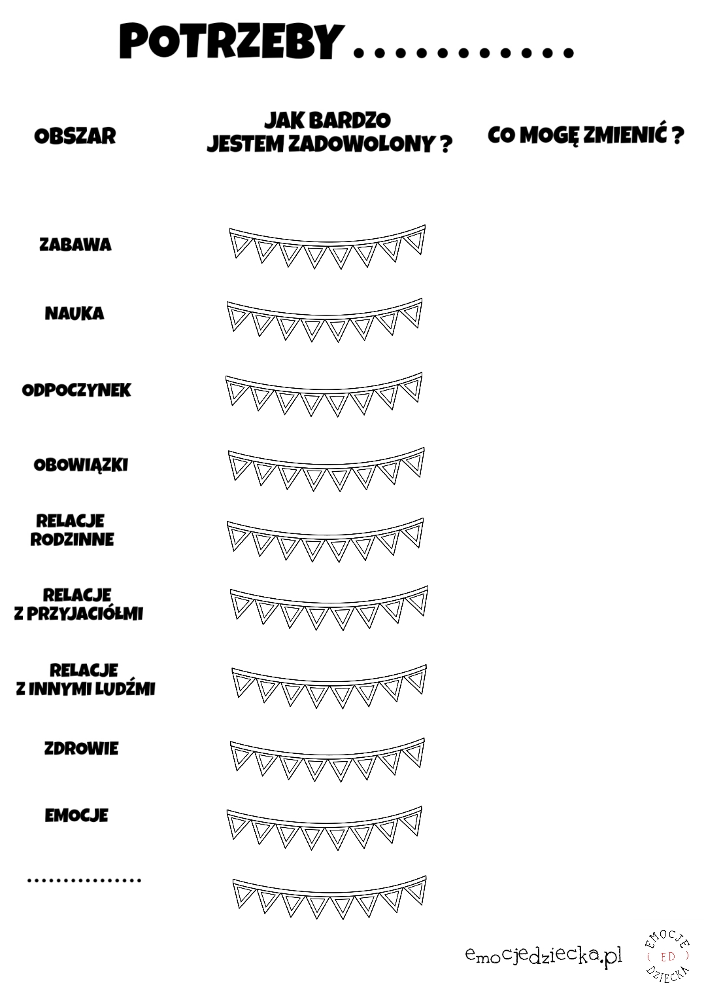 POTRZEBY ...........
OBSZAR
JAK BARDZO
JESTEM ZADOWOLONY ?
CO MOGĘ ZMIENIĆ ?
ZABAWA
NAUKA
ODPOCZYNEK
OBOWIĄZKI
RELACJE
RODZINNE
RELACJE
Z PRZYJACIÓŁMI
RELACJE
Z INNYMI LUDŹMI
ZDROWIE
EMOCJE
................
emocjedziecka.pl
EMOCJE
( ED )
DZIECKA